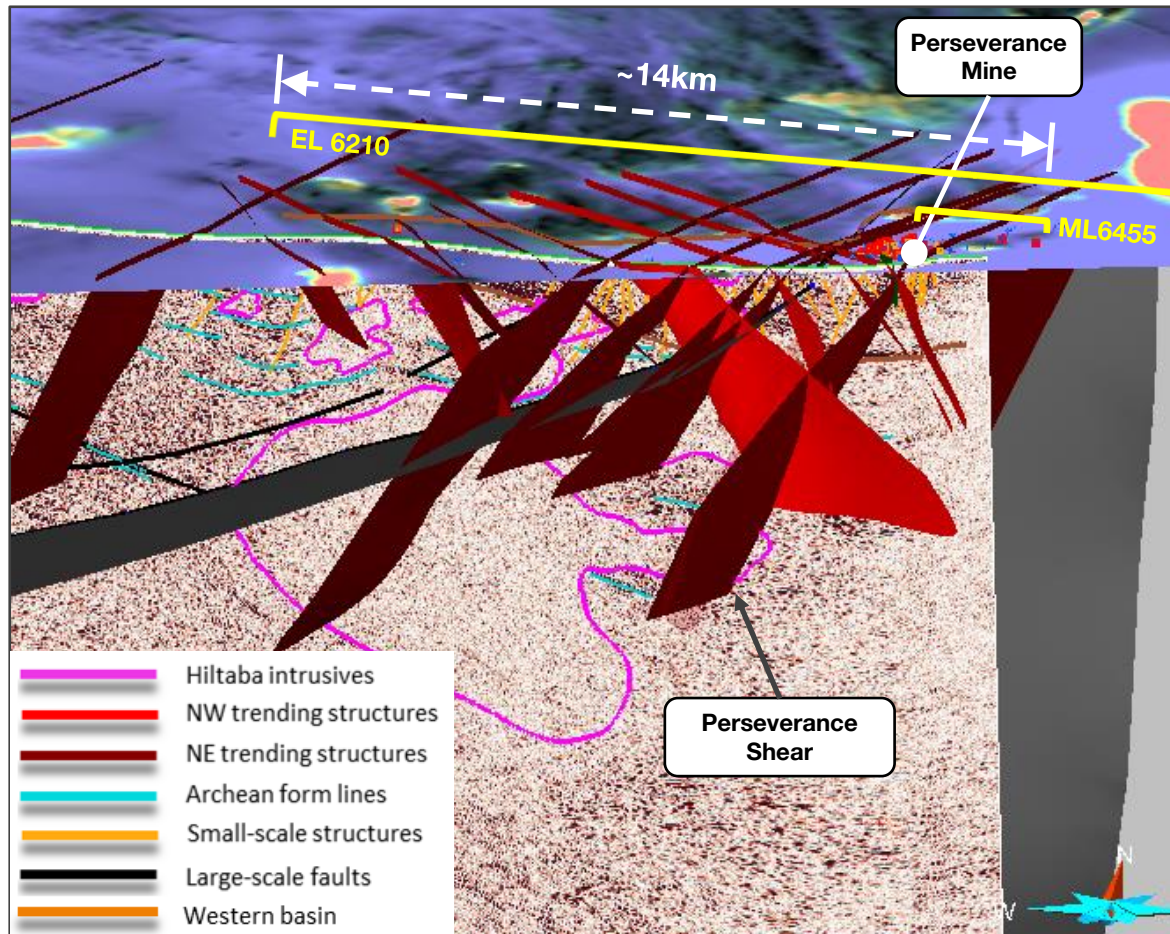 Perseverance
Mine
~14km
EL 6210
ML6455
Hiltaba intrusives
NW trending structures
NE trending structures
Archean form lines
Small-scale structures
Large-scale faults
Western basin
Perseverance
Shear
N
W